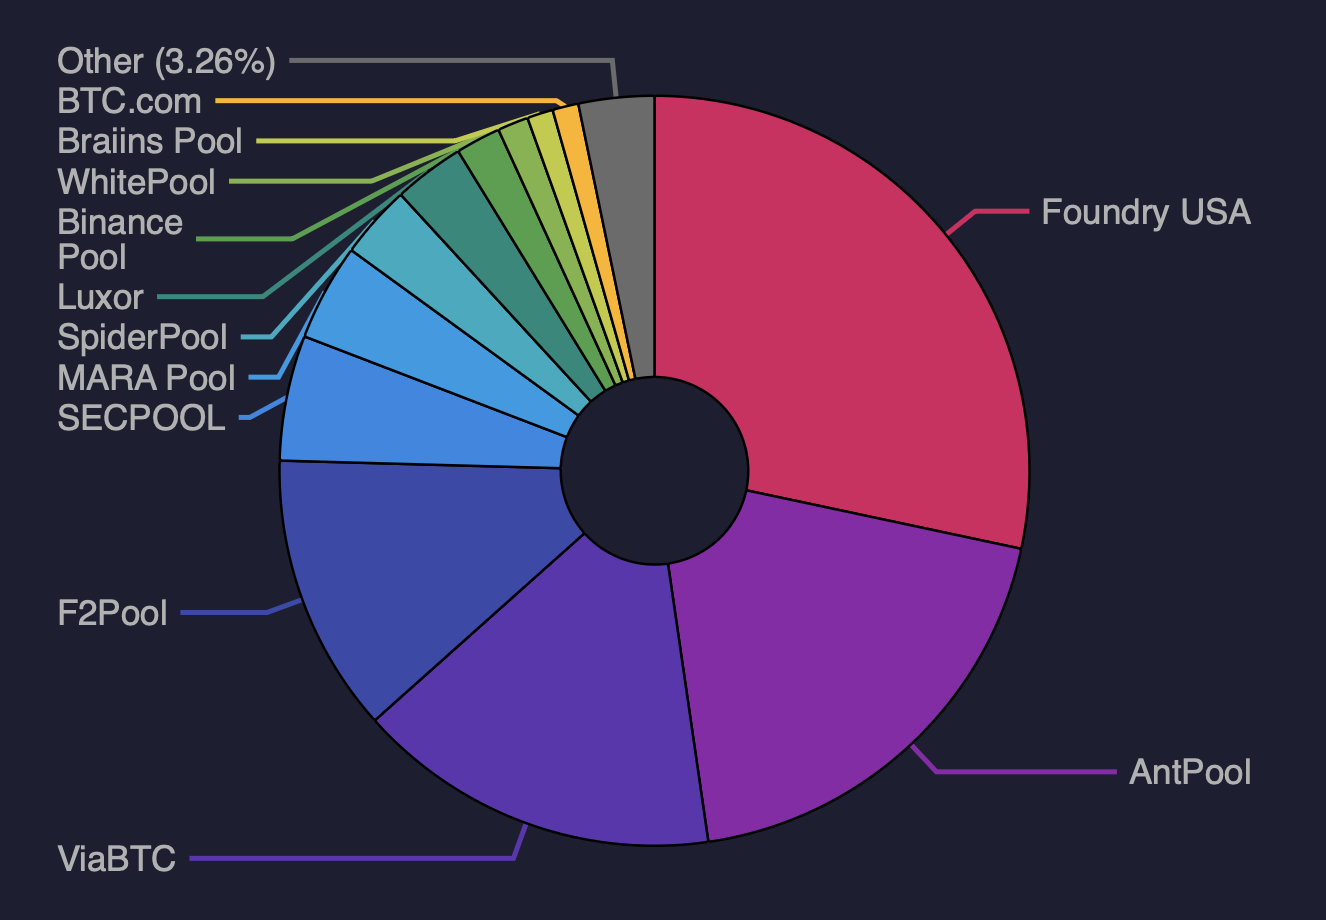 Other (3.26%)
BTC.com
Braiins Pool
WhitePool
Binance
Pool
Luxor
SpiderPool
MARA Pool
SECPOOL
F2Pool
ViaBTC
Foundry USA
AntPool